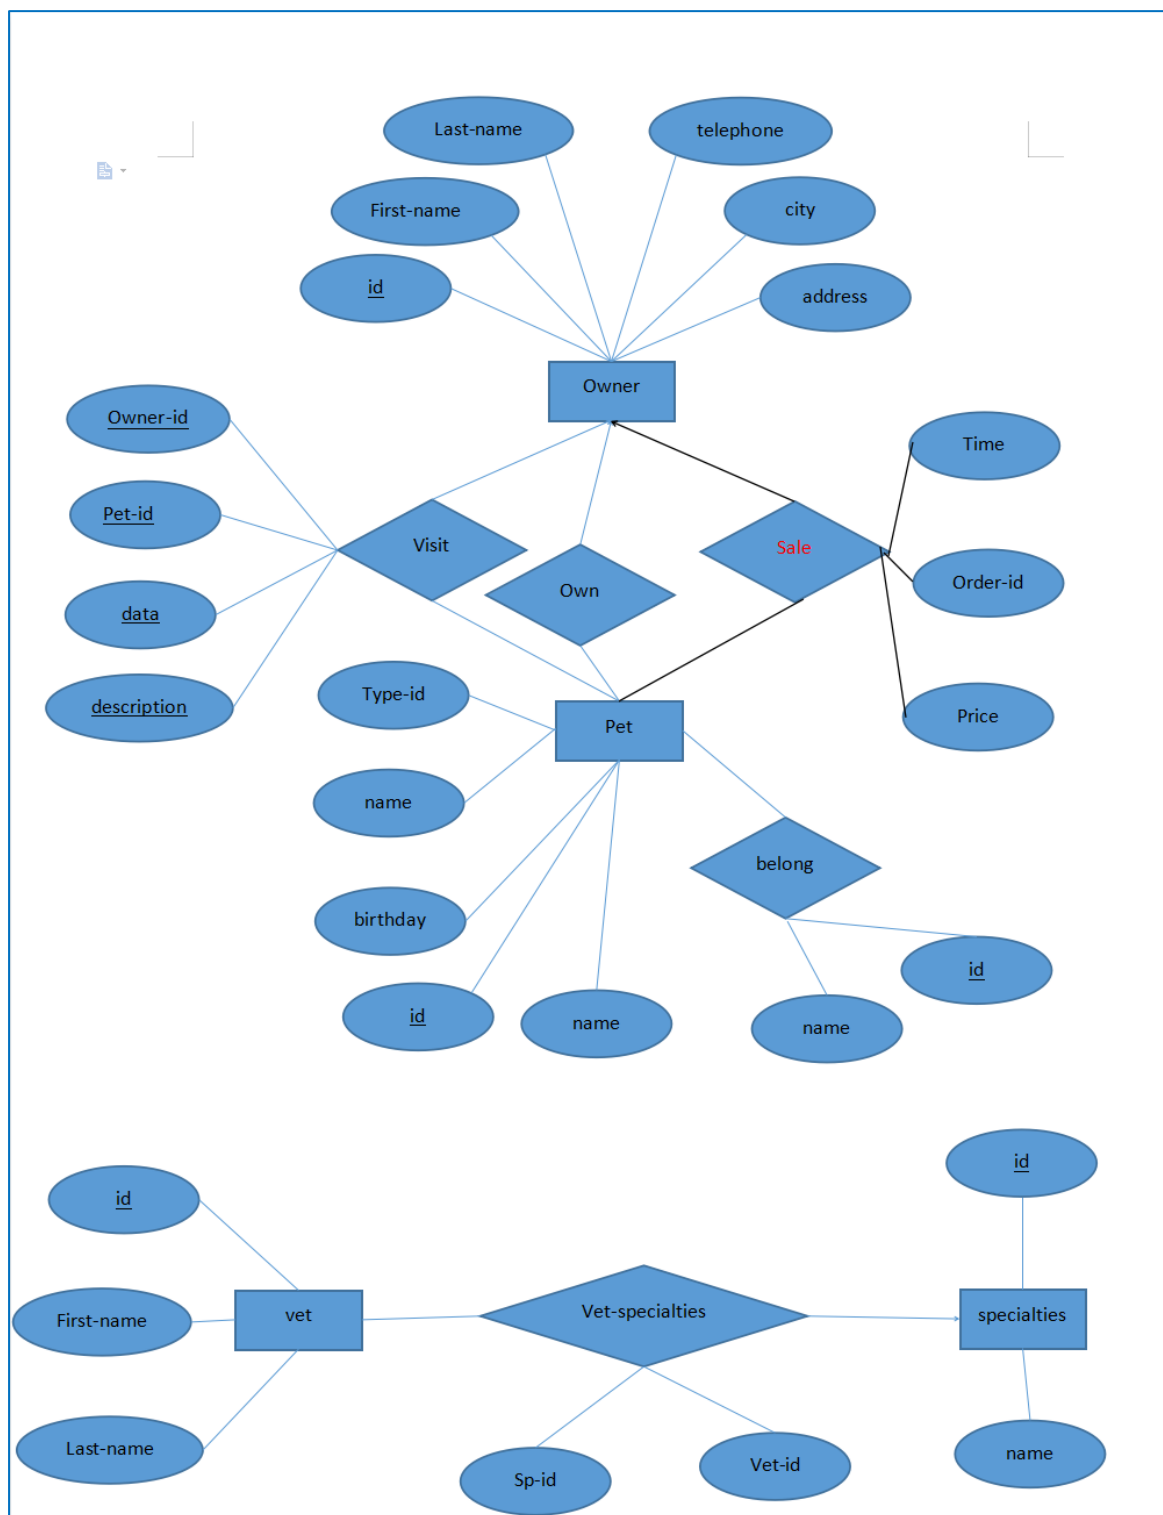 Last-name
telephone
First-name
city
id
address
Owner
Owner-id
Time
Pet-id
Visit
Sale
Own
Order-id
data
description
Type-id
Pet
Price
name
belong
birthday
id
id
name
name
id
id
First-name
vet
Vet-specialties
specialties
Last-name
Sp-id
Vet-id
name